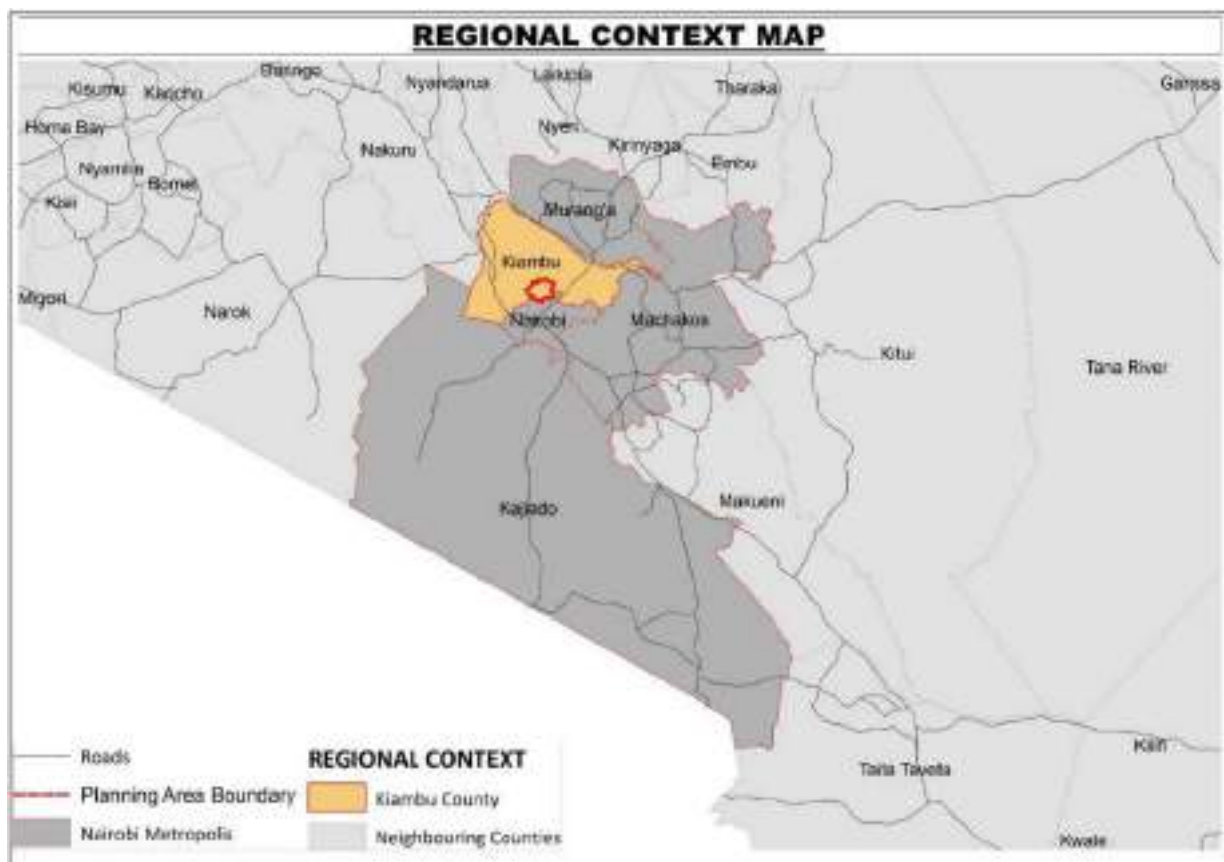 REGIONAL CONTEXT MAP
Baringo
Nyandarua
Laikipia
Tharaka
Garissa
Kisumu
Kericho
Home Bay
Nyeri
Kirinyaga
Nakuru
Embu
Nyamira
Bomet
Kisii
Murang'a
Kiambu
Migori
Narok
Nairobi
Machakos
Kitui
Tana River
Kajiado
Makueni
Taita Taveta
Kilifi
Kwale
Roads
Planning Area Boundary
Nairobi Metropolis
REGIONAL CONTEXT
Kiambu County
Neighbouring Counties